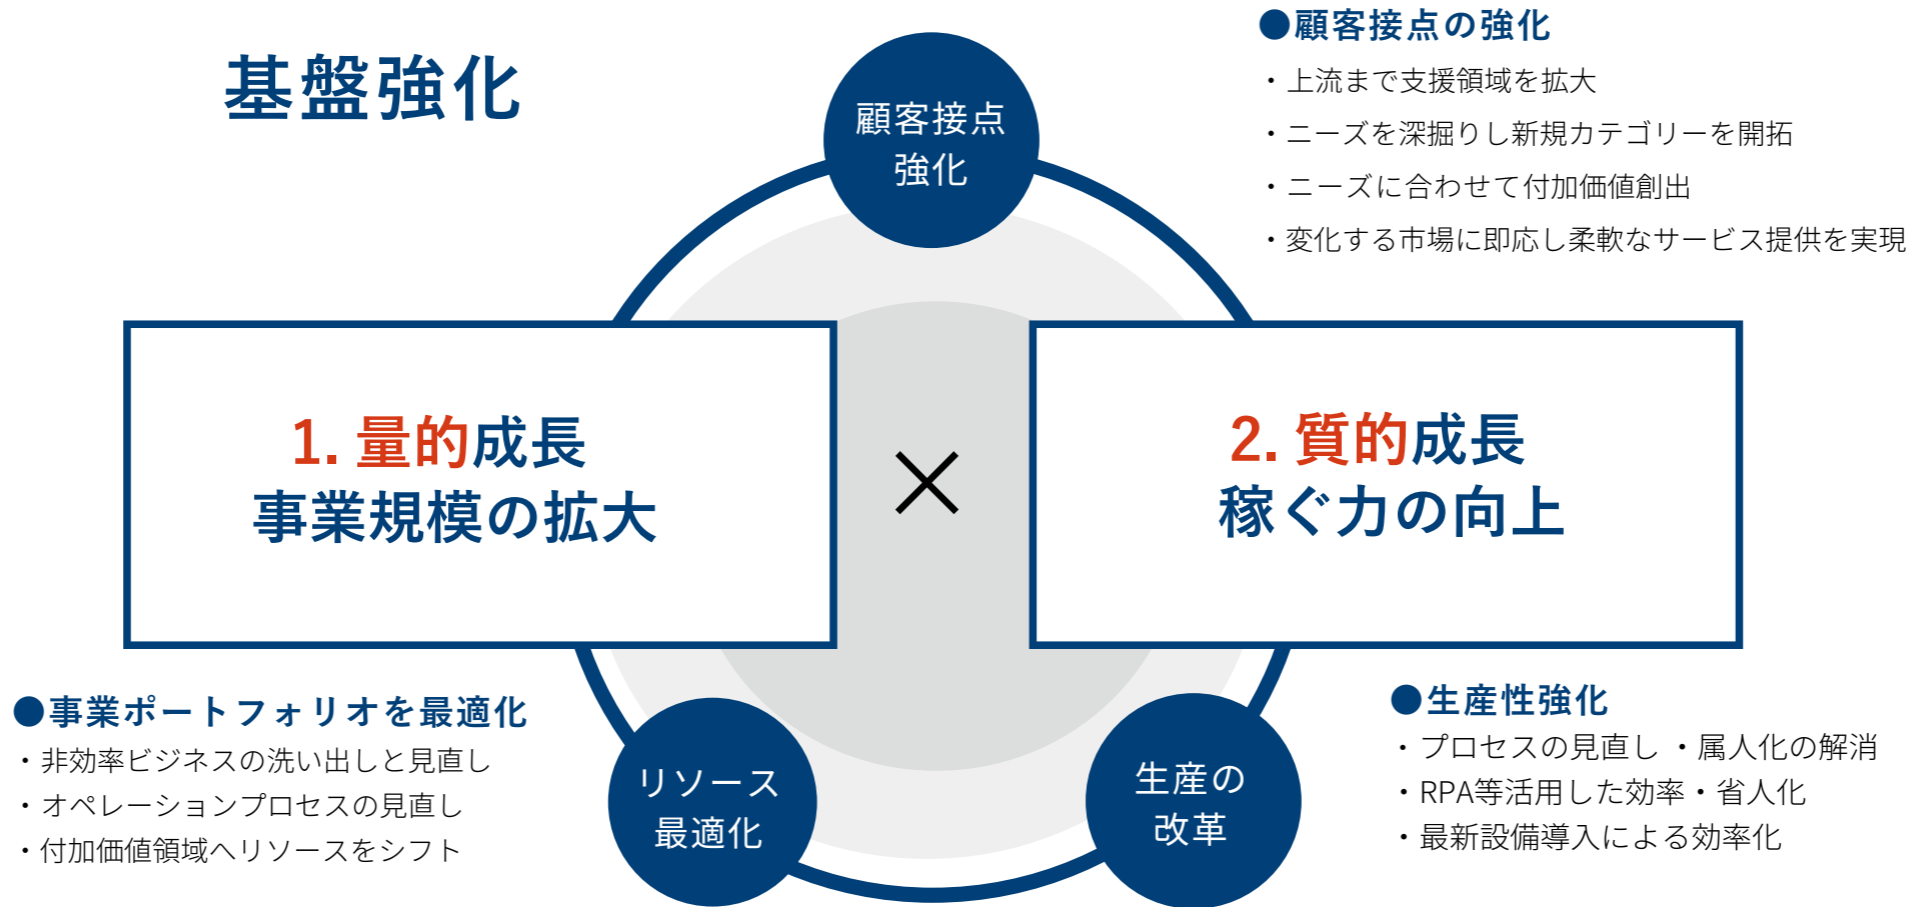 基盤強化
顧客接点
強化
●顧客接点の強化
・上流まで支援領域を拡大
・ニーズを深掘りし新規カテゴリーを開拓
・ニーズに合わせて付加価値創出
・変化する市場に即応し柔軟なサービス提供を実現
1. 量的成長
事業規模の拡大
×
2. 質的成長
稼ぐ力の向上
●事業ポートフォリオを最適化
・非効率ビジネスの洗い出しと見直し
・オペレーションプロセスの見直し
・付加価値領域へリソースをシフト
リソース
最適化
生産の
改革
●生産性強化
・プロセスの見直し ・属人化の解消
・RPA等活用した効率・省人化
・最新設備導入による効率化